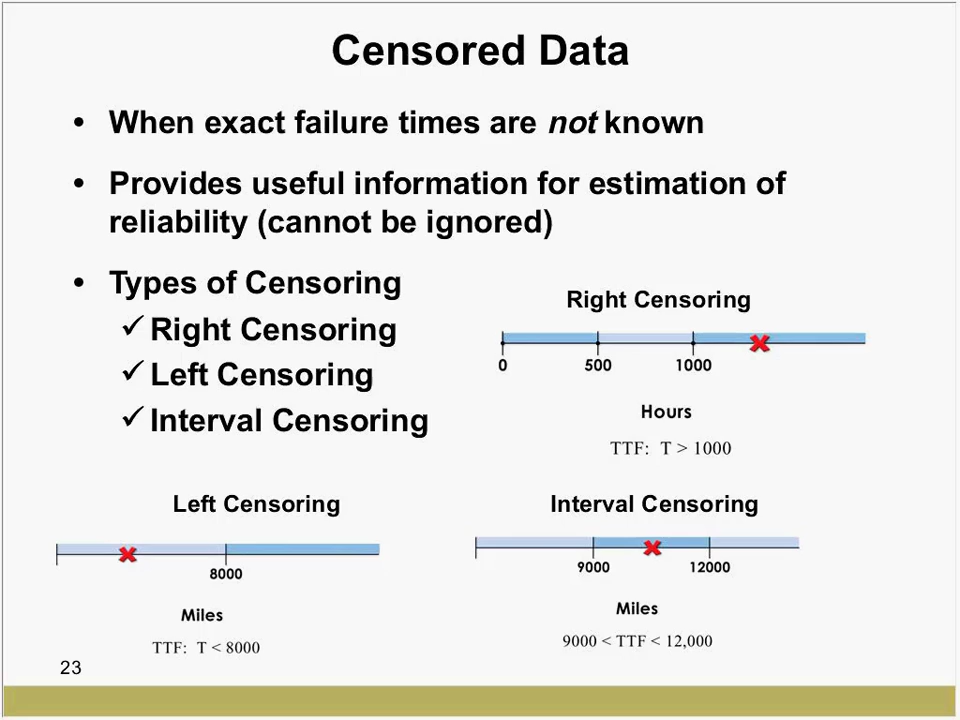 Censored Data
• When exact failure times are not known
• Provides useful information for estimation of
reliability (cannot be ignored)
• Types of Censoring
✓ Right Censoring
✓ Left Censoring
✓ Interval Censoring
Right Censoring
0 500 1000
Hours
TTF: T > 1000
Left Censoring
8000
Miles
TTF: T < 8000
Interval Censoring
9000 12000
Miles
9000 < TTF < 12,000
23